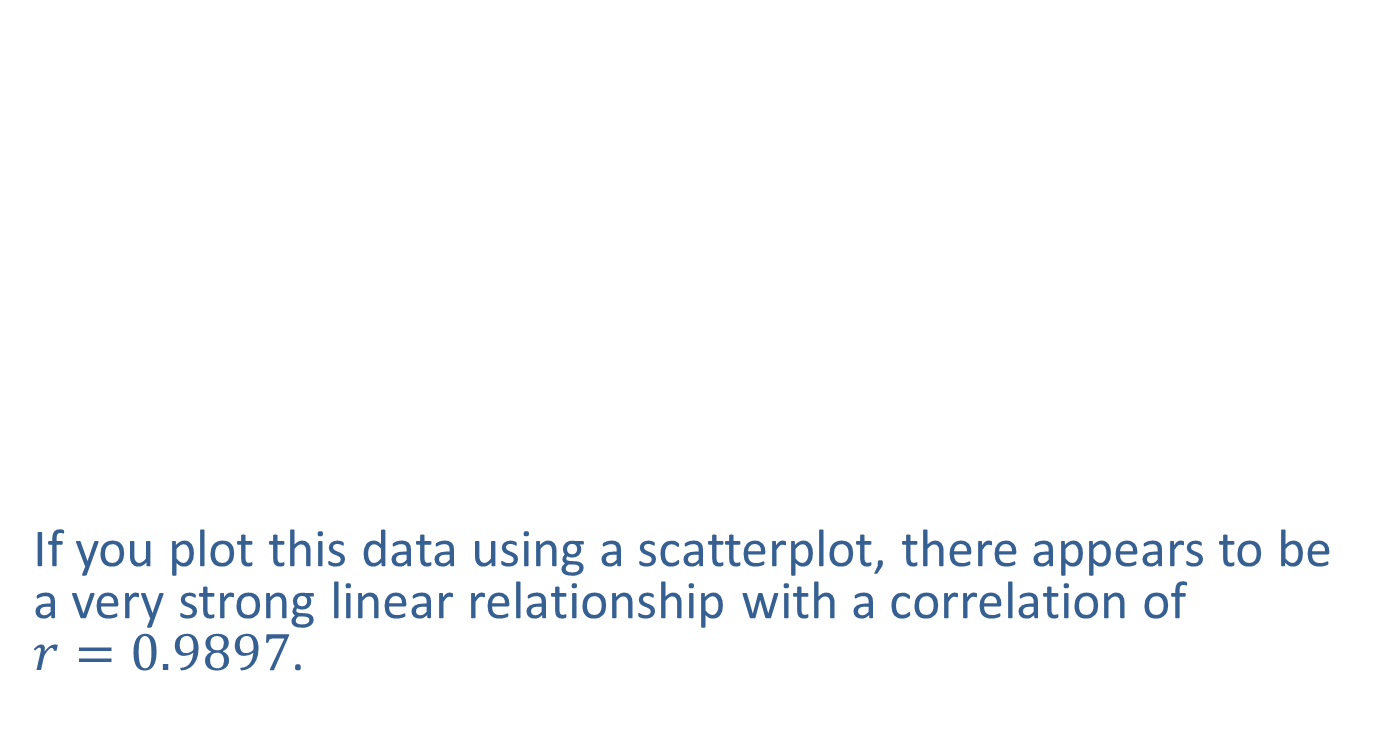 If you plot this data using a scatterplot, there appears to be
a very strong linear relationship with a correlation of
r = 0.9897.